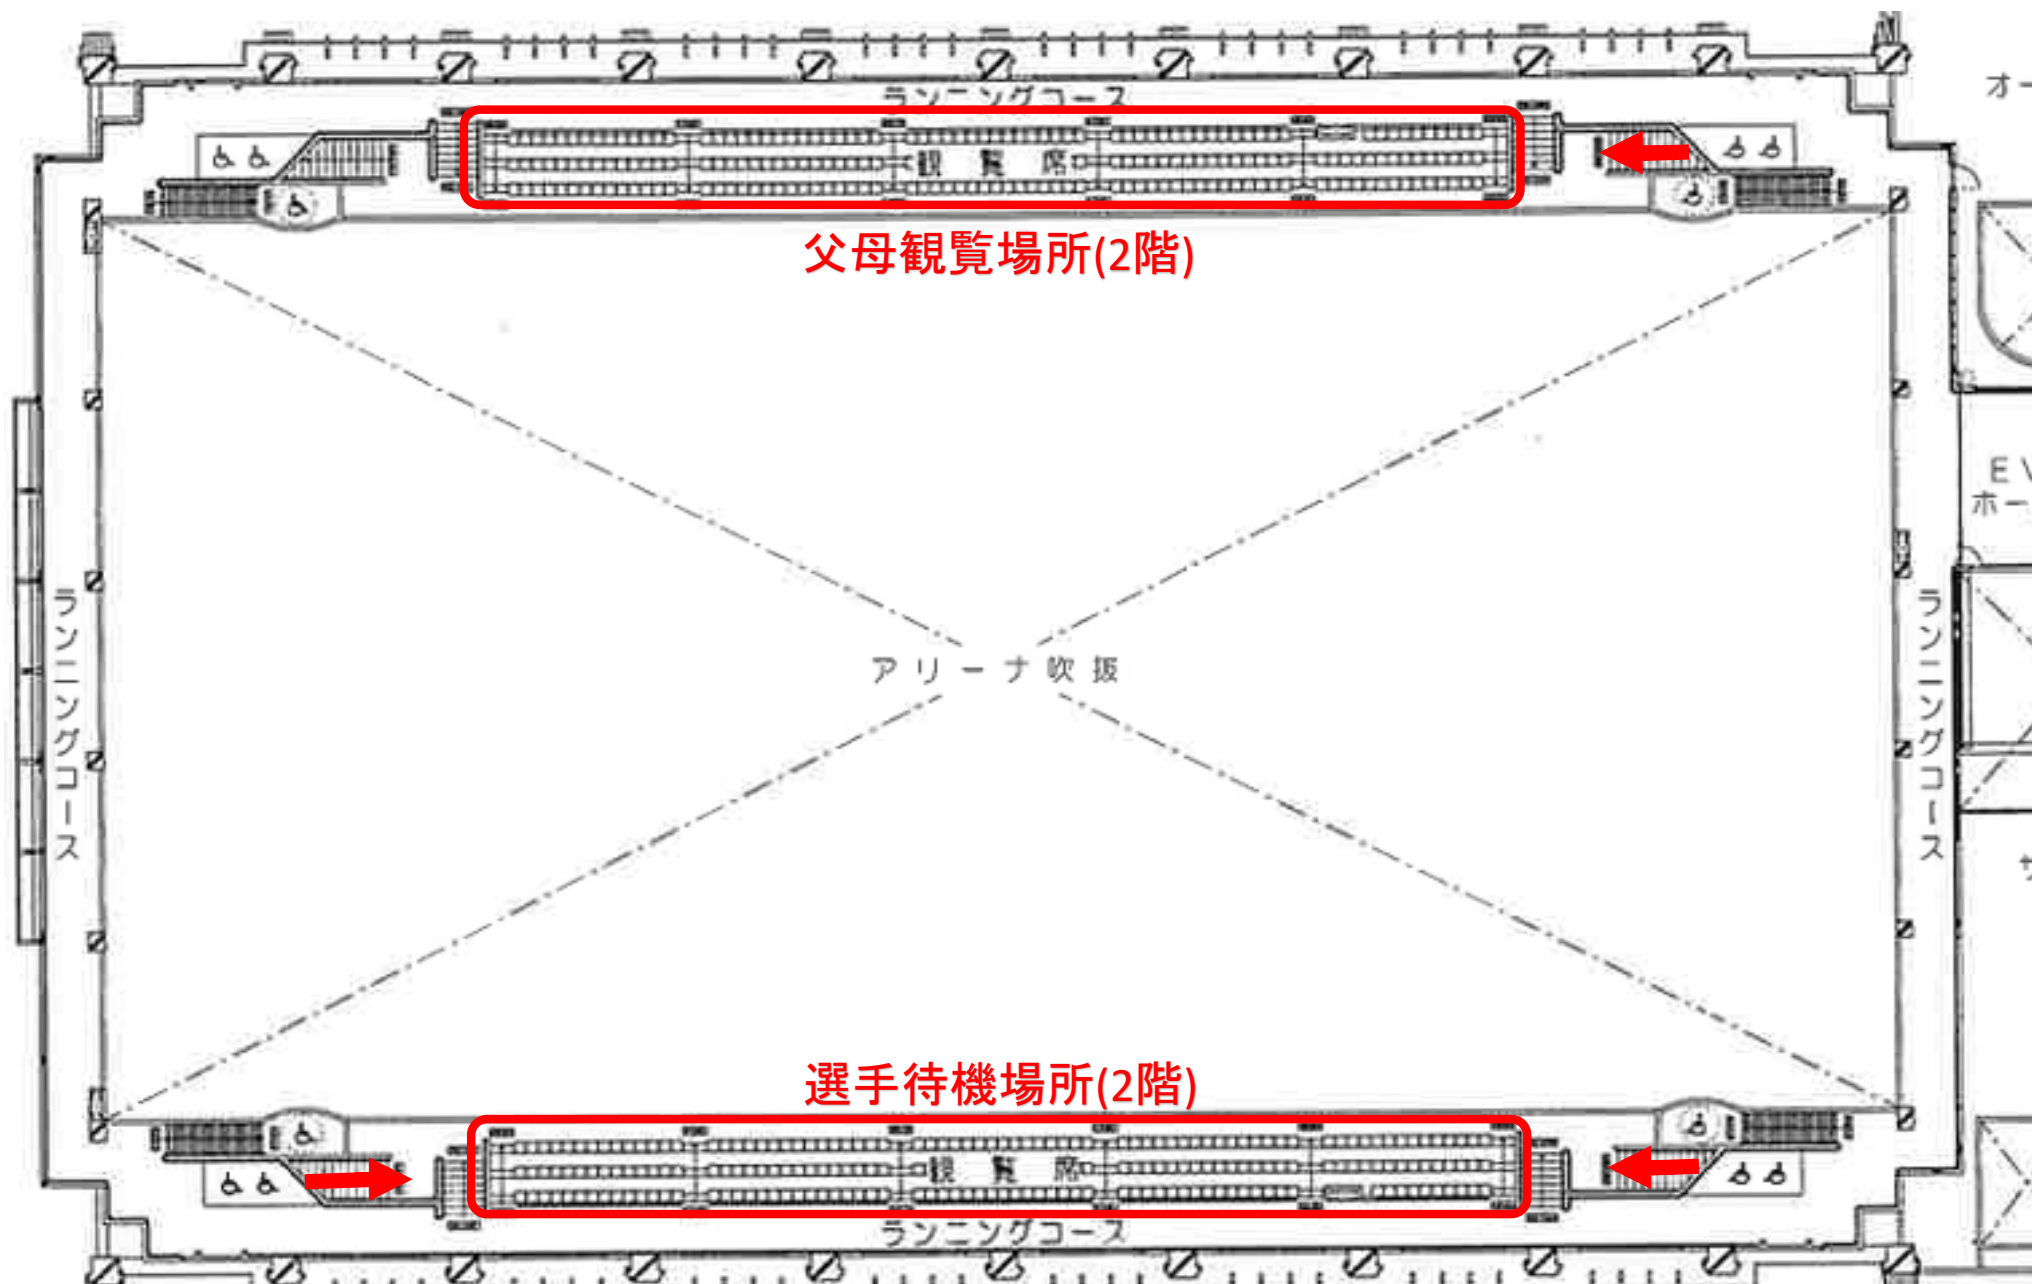 オー
ランニングコース
観覧席
父母観覧場所(2階)
EV
ホー
ランニングコース
アリーナ吹抜
ランニングコース
サ
選手待機場所(2階)
観覧席
ランニングコース